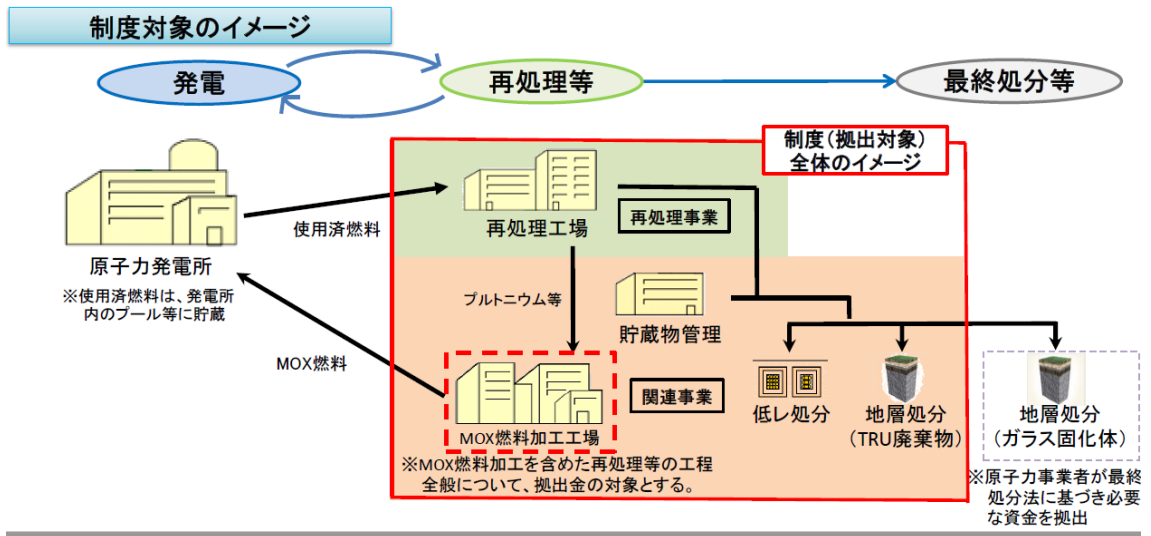 制度対象のイメージ
発電
再処理等
最終処分等
制度（拠出対象）
全体のイメージ
原子力発電所
※使用済燃料は、発電所
内のプール等に貯蔵
使用済燃料
MOX燃料
再処理工場
再処理事業
プルトニウム等
貯蔵物管理
MOX燃料加工工場
関連事業
※MOX燃料加工を含めた再処理等の工程
全般について、拠出金の対象とする。
低レ処分
地層処分
（TRU廃棄物）
地層処分
（ガラス固化体）
※原子力事業者が最終
処分法に基づき必要
な資金を拠出